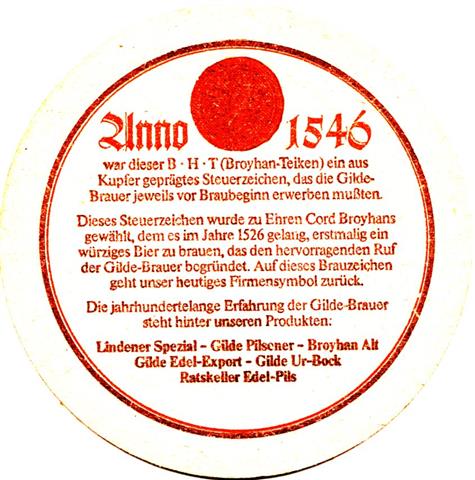 Anno 1546
war dieser B · H · T (Broyhan-Teiken) ein aus
Kupfer geprägtes Steuerzeichen, das die Gilde-
Brauer jeweils vor Braubeginn erwerben mußten.
Dieses Steuerzeichen wurde zu Ehren Cord Broyhans
gewählt, dem es im Jahre 1526 gelang, erstmalig ein
würziges Bier zu brauen, das den hervorragenden Ruf
der Gilde-Brauer begründet. Auf dieses Brauzeichen
geht unser heutiges Firmensymbol zurück.
Die jahrhundertelange Erfahrung der Gilde-Brauer
steht hinter unseren Produkten:
Lindener Spezial – Gilde Pilsener – Broyhan Alt
Gilde Edel-Export – Gilde Ur-Bock
Ratskeller Edel-Pils